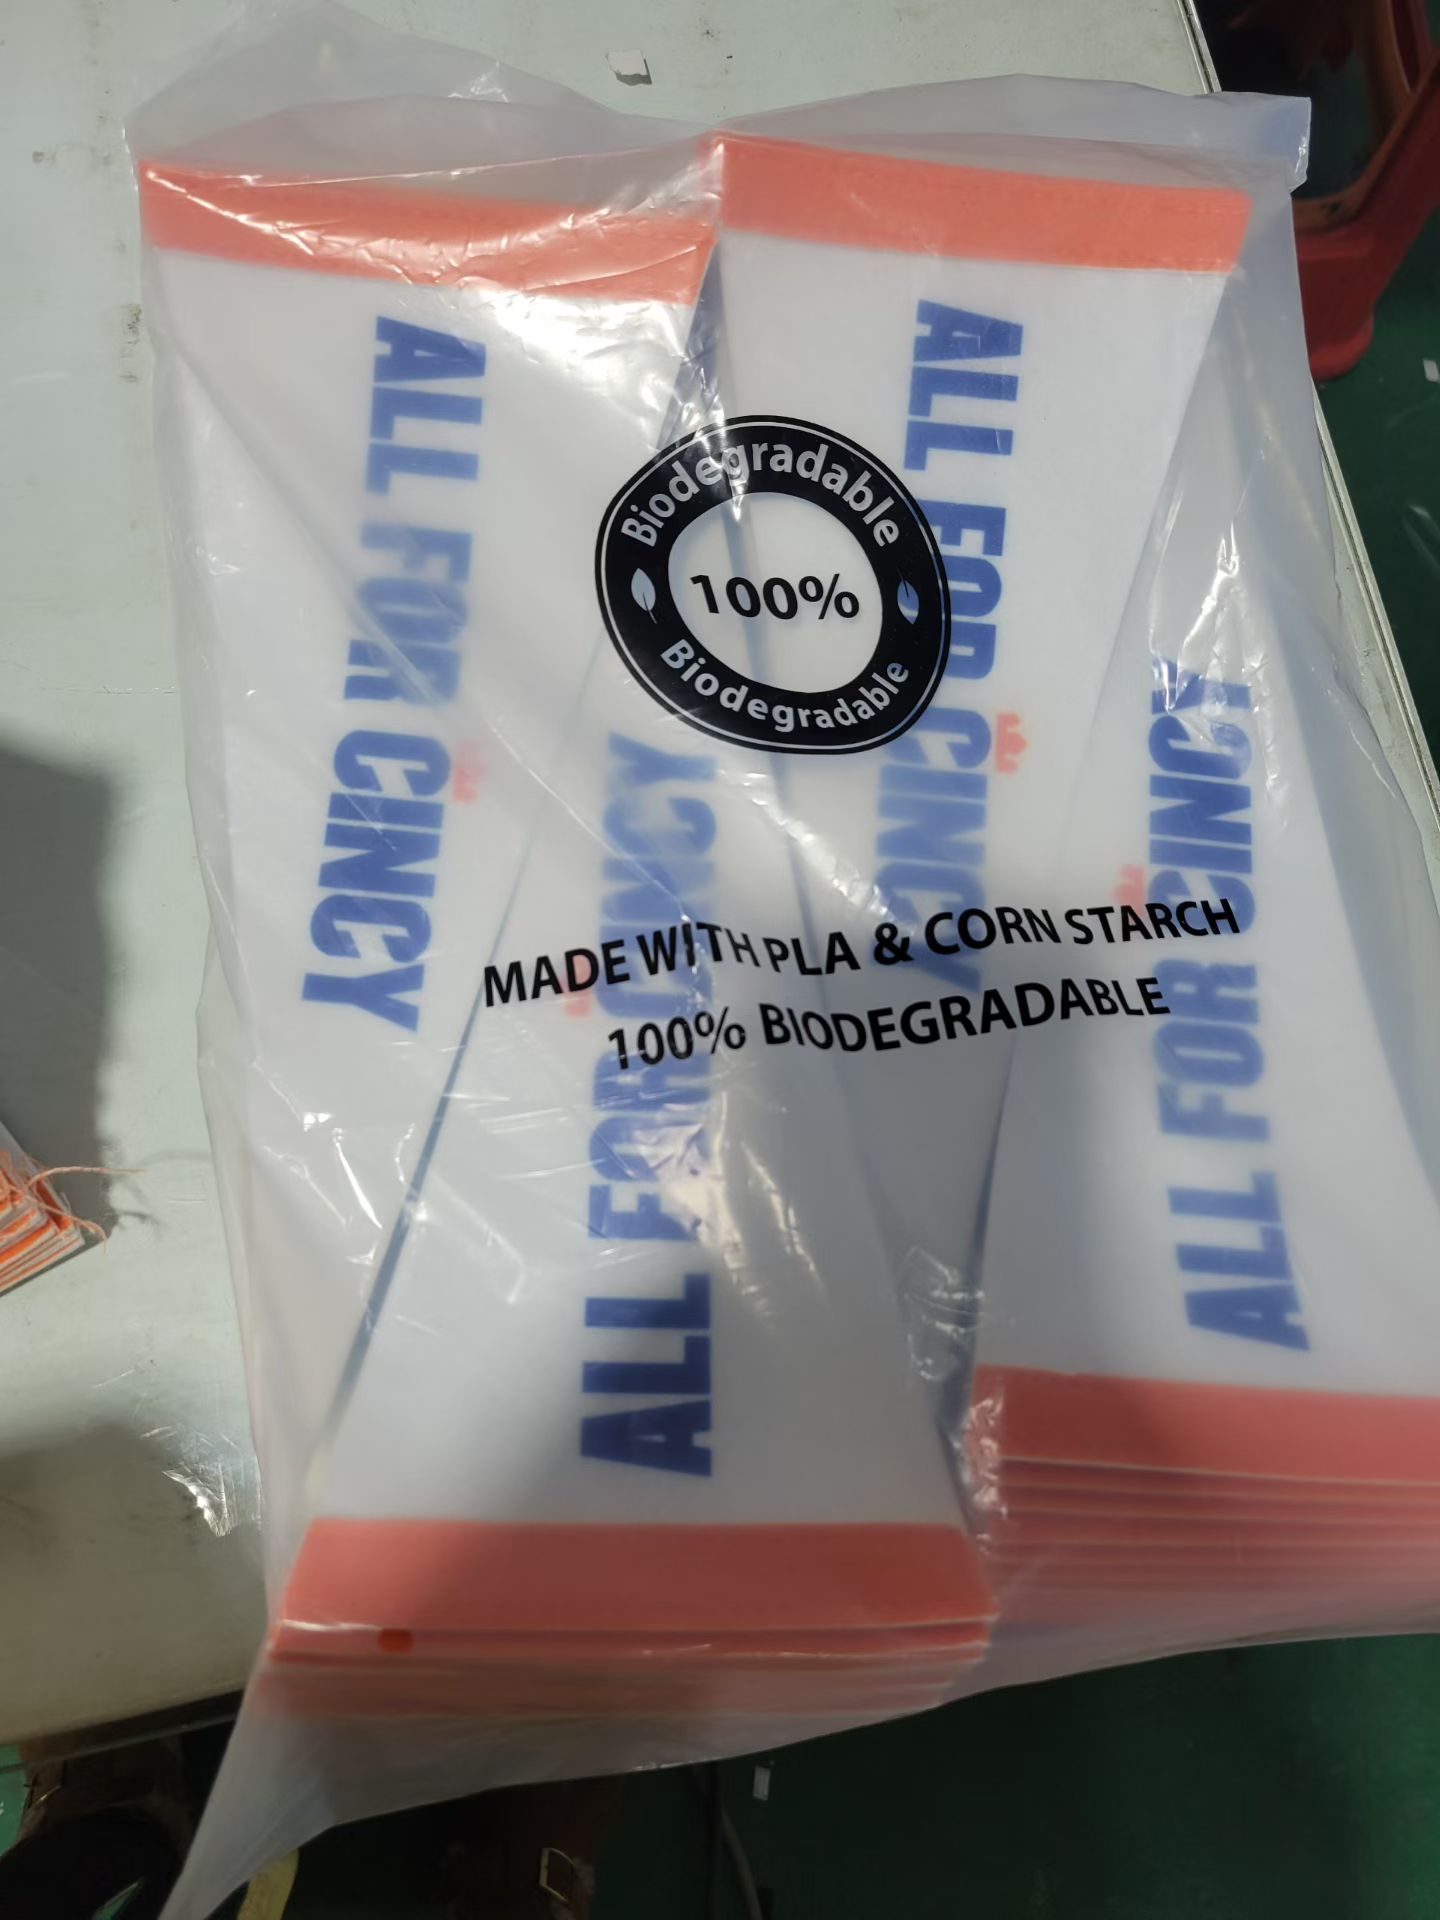 ALL FOR CINCY
ALL FOR CINCY
Biodegradable
100%
Biodegradable
ALL FOR CINCY
ALL FOR CINCY
MADE WITH PLA & CORN STARCH
100% BIODEGRADABLE